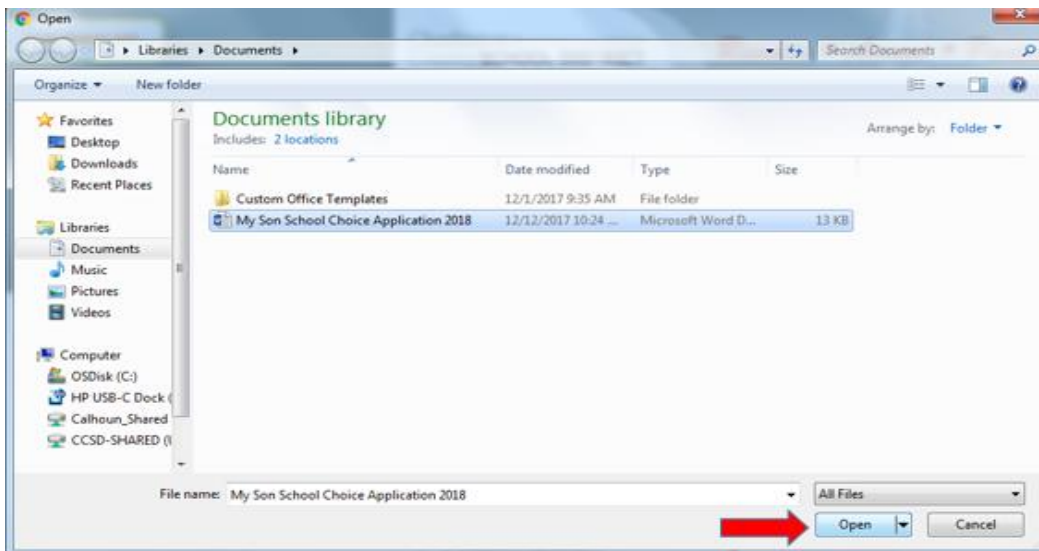 Open
Libraries ▸ Documents ▸
Search Documents
Organize ▾ New folder
Favorites
Desktop
Downloads
Recent Places
Libraries
Documents
Music
Pictures
Videos
Computer
OSDisk (C:)
HP USB-C Dock (
Calhoun_Shared
CCSD-SHARED (\
Documents library
Includes: 2 locations
Arrange by: Folder ▾
Name Date modified Type Size
Custom Office Templates 12/1/2017 9:35 AM File folder
My Son School Choice Application 2018 12/12/2017 10:24 ... Microsoft Word D... 13 KB
File name: My Son School Choice Application 2018
All Files
Open
Cancel